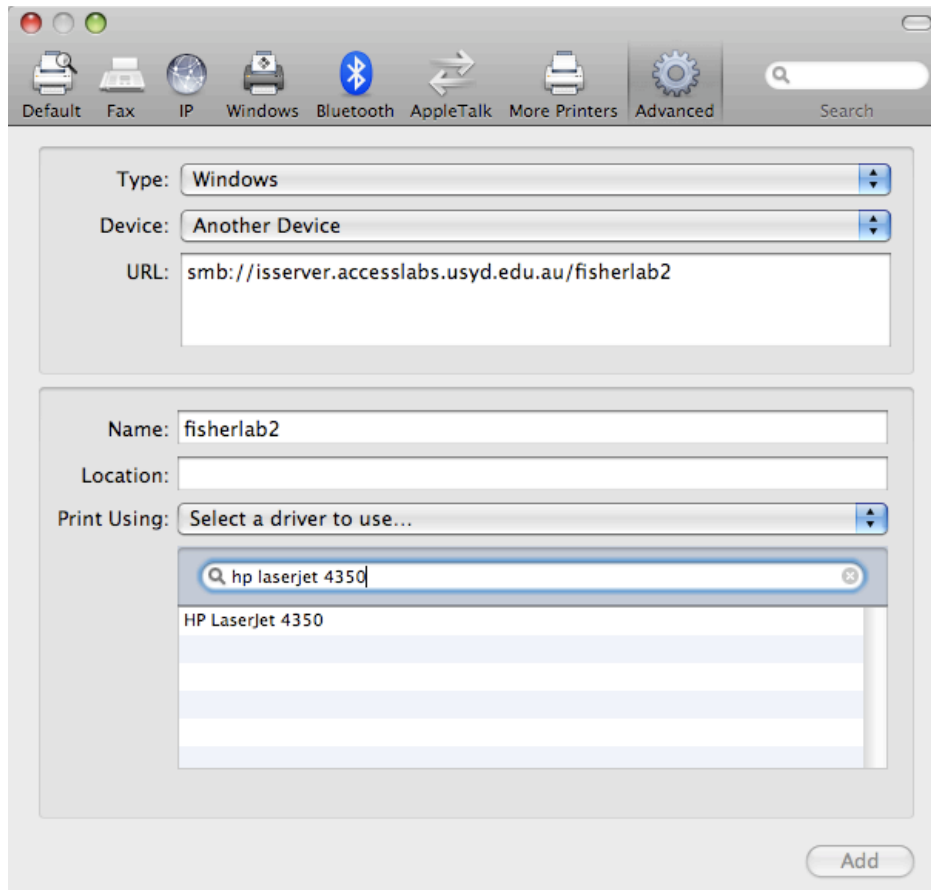 Default Fax IP Windows Bluetooth AppleTalk More Printers Advanced Search
Type: Windows
Device: Another Device
URL: smb://isserver.accesslabs.usyd.edu.au/fisherlab2
Name: fisherlab2
Location:
Print Using: Select a driver to use...
hp laserjet 4350
HP LaserJet 4350
Add